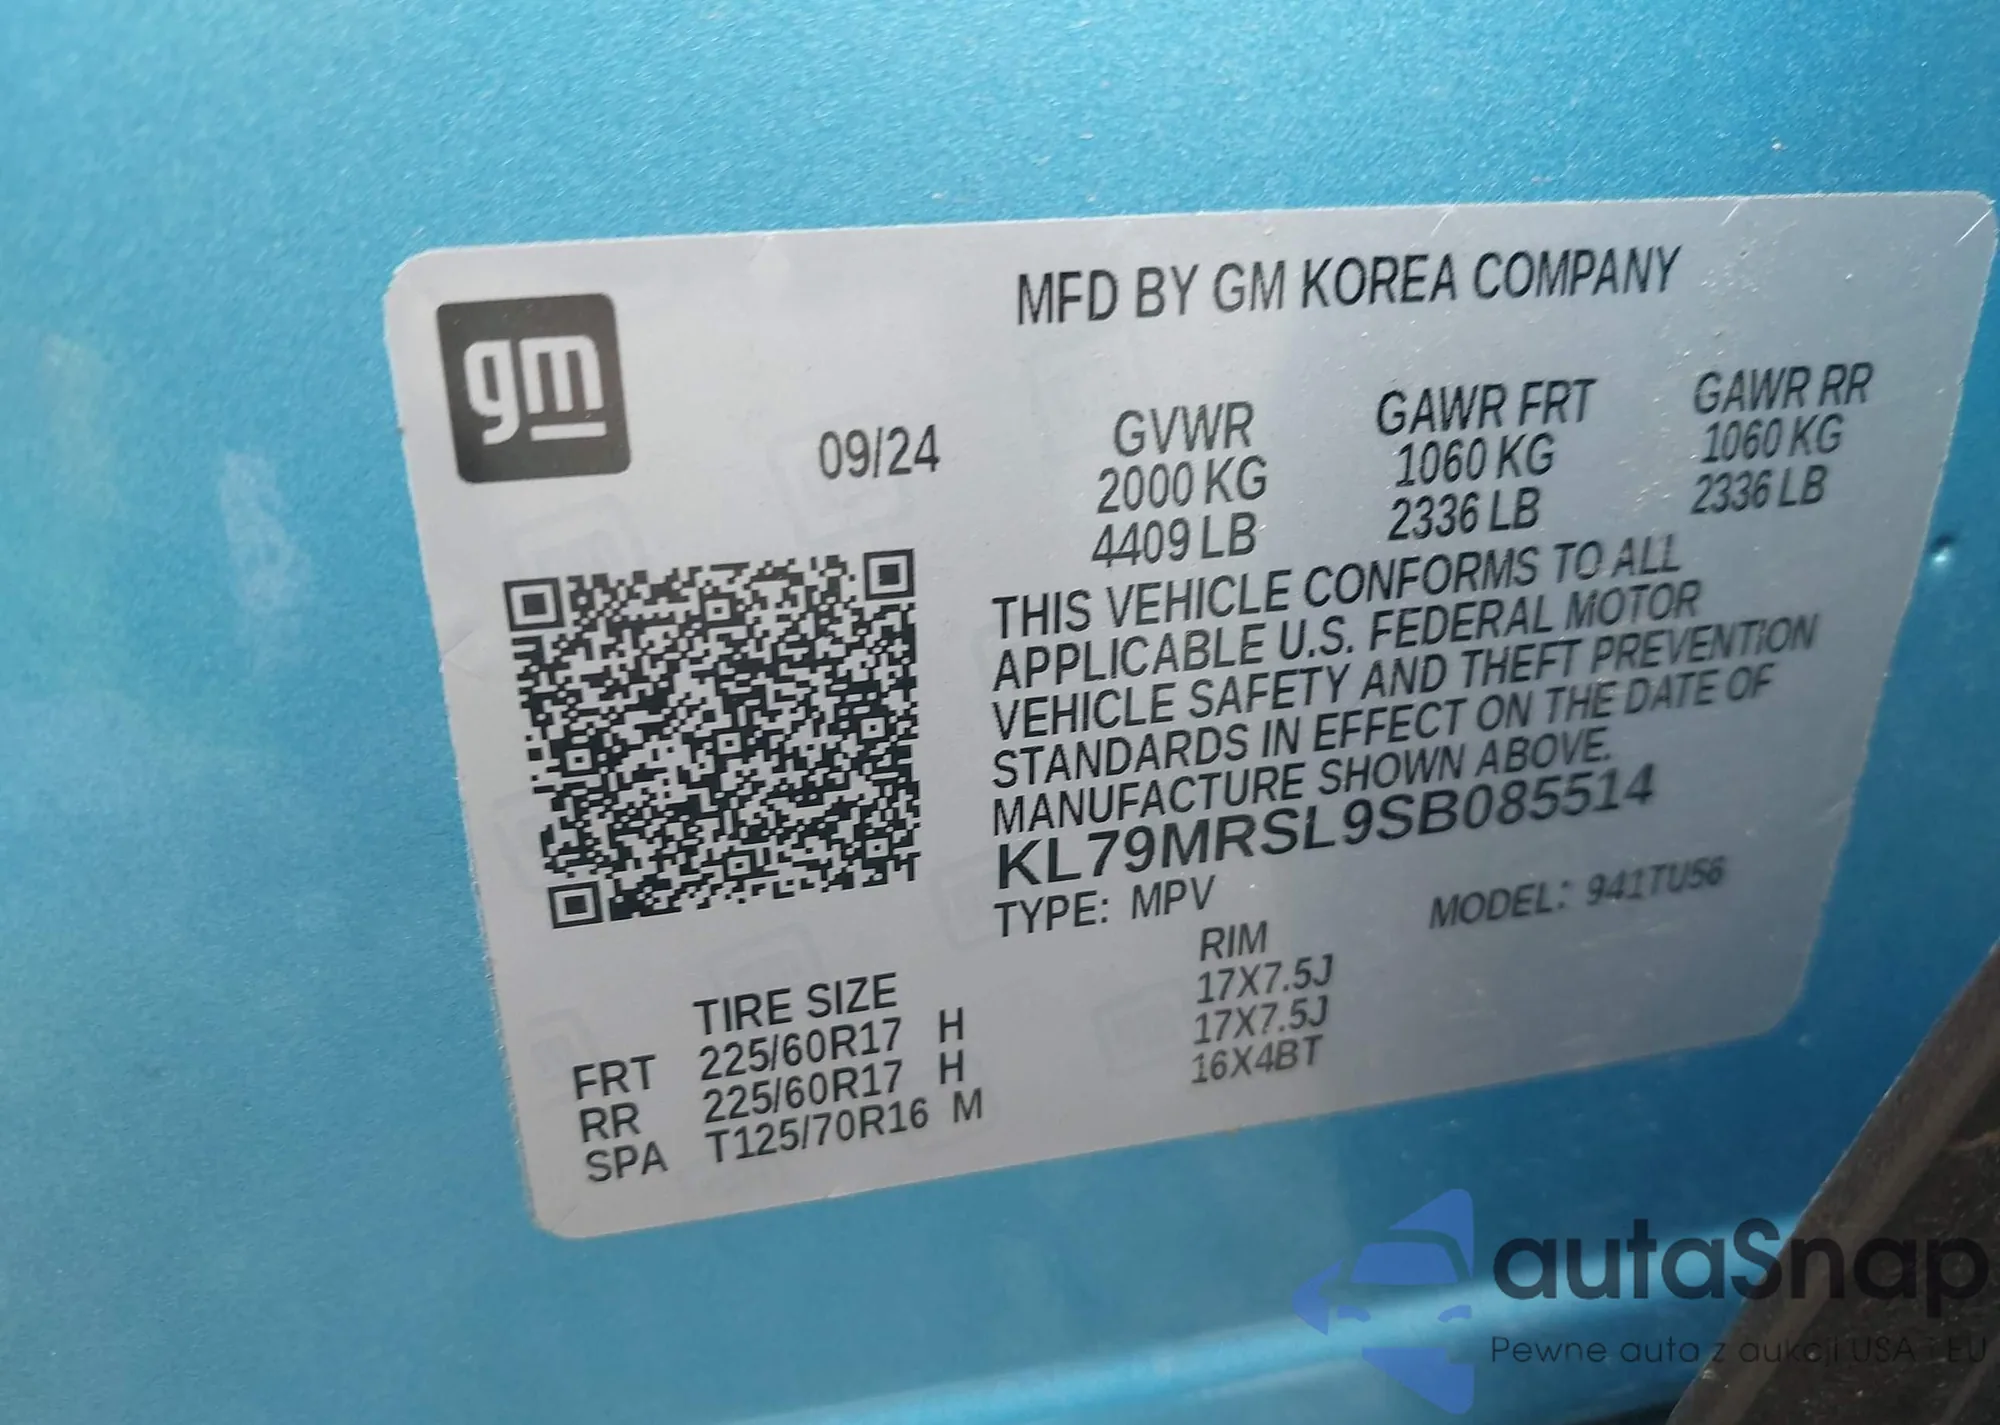 gm
MFD BY GM KOREA COMPANY
09/24
GVWR GAWR FRT GAWR RR
2000 KG 1060 KG 1060 KG
4409 LB 2336 LB 2336 LB
THIS VEHICLE CONFORMS TO ALL
APPLICABLE U.S. FEDERAL MOTOR
VEHICLE SAFETY AND THEFT PREVENTION
STANDARDS IN EFFECT ON THE DATE OF
MANUFACTURE SHOWN ABOVE.
KL79MRSL9SB085514
TYPE: MPV MODEL: 941TU56
TIRE SIZE RIM
FRT 225/60R17 H 17X7.5J
RR 225/60R17 H 17X7.5J
SPA T125/70R16 M 16X4BT
autaSnap
Pewne auta z aukcji USA i EU